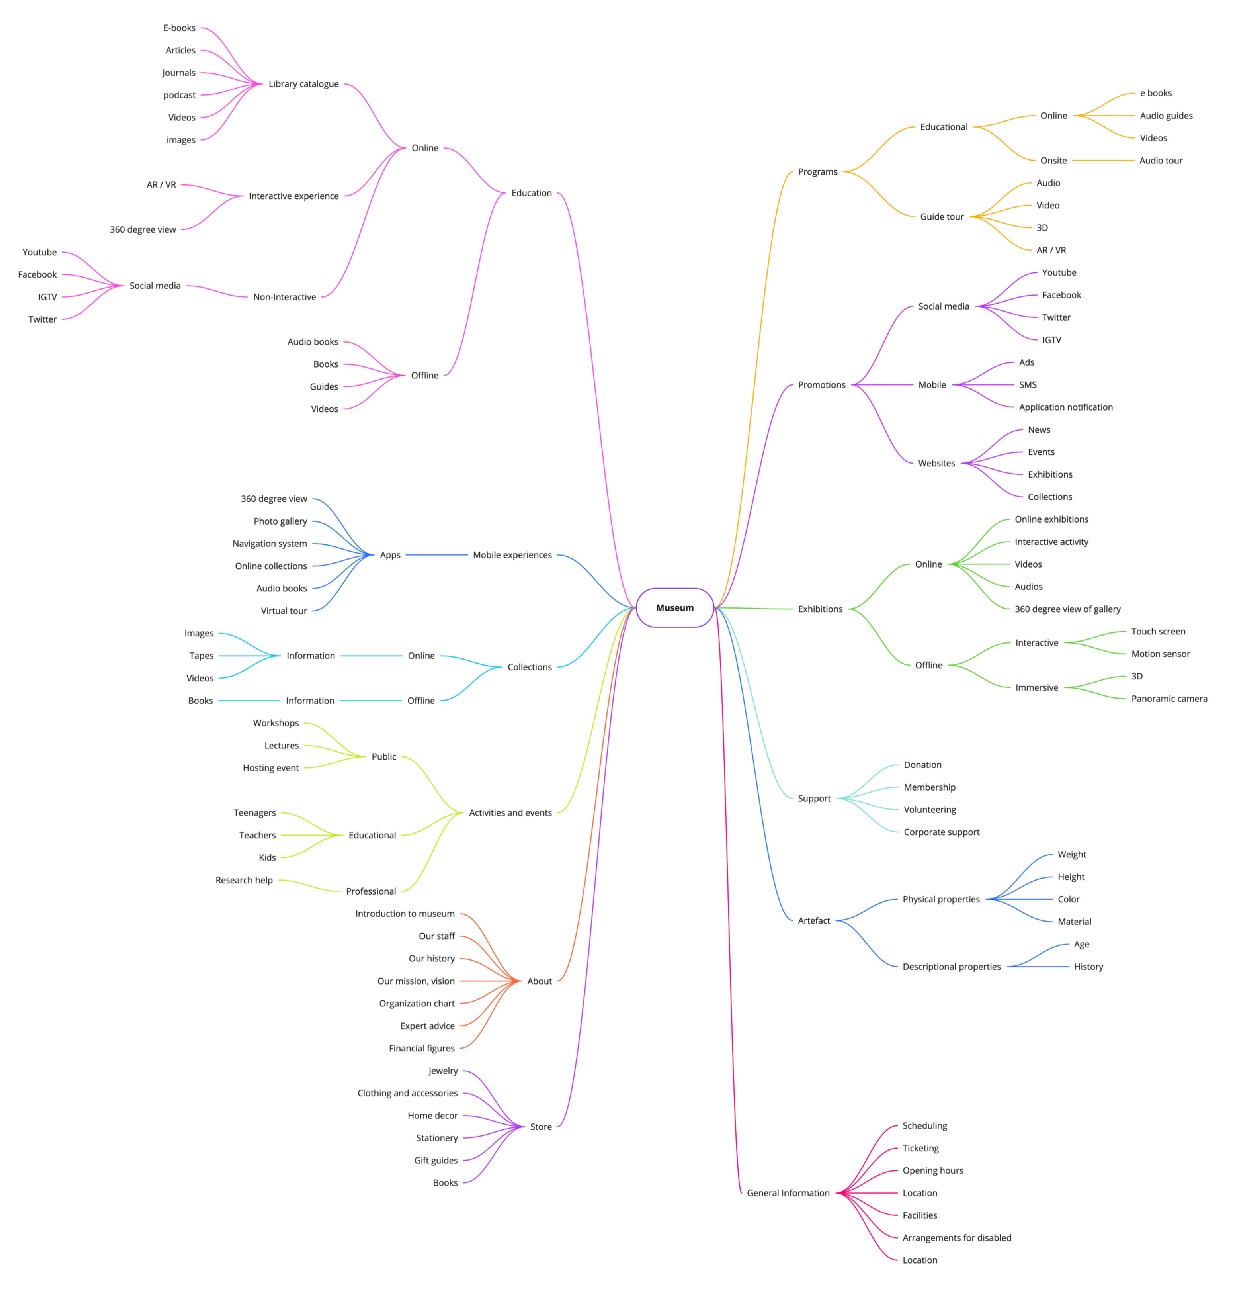 Museum
Education
Online
Library catalogue
E-books
Articles
Journals
podcast
Videos
images
Interactive experience
AR / VR
360 degree view
Non-Interactive
Social media
Youtube
Facebook
IGTV
Twitter
Offline
Audio books
Books
Guides
Videos
Mobile experiences
Apps
360 degree view
Photo gallery
Navigation system
Online collections
Audio books
Virtual tour
Collections
Online
Information
Images
Tapes
Videos
Offline
Information
Books
Activities and events
Public
Workshops
Lectures
Hosting event
Educational
Teenagers
Teachers
Kids
Professional
Research help
About
Introduction to museum
Our staff
Our history
Our mission, vision
Organization chart
Expert advice
Financial figures
Store
Jewelry
Clothing and accessories
Home decor
Stationery
Gift guides
Books
Programs
Educational
Online
e books
Audio guides
Videos
Onsite
Audio tour
Guide tour
Audio
Video
3D
AR / VR
Promotions
Social media
Youtube
Facebook
Twitter
IGTV
Mobile
Ads
SMS
Application notification
Websites
News
Events
Exhibitions
Collections
Exhibitions
Online
Online exhibitions
Interactive activity
Videos
Audios
360 degree view of gallery
Offline
Interactive
Touch screen
Motion sensor
Immersive
3D
Panoramic camera
Support
Donation
Membership
Volunteering
Corporate support
Artefact
Physical properties
Weight
Height
Color
Material
Descriptional properties
Age
History
General Information
Scheduling
Ticketing
Opening hours
Location
Facilities
Arrangements for disabled
Location